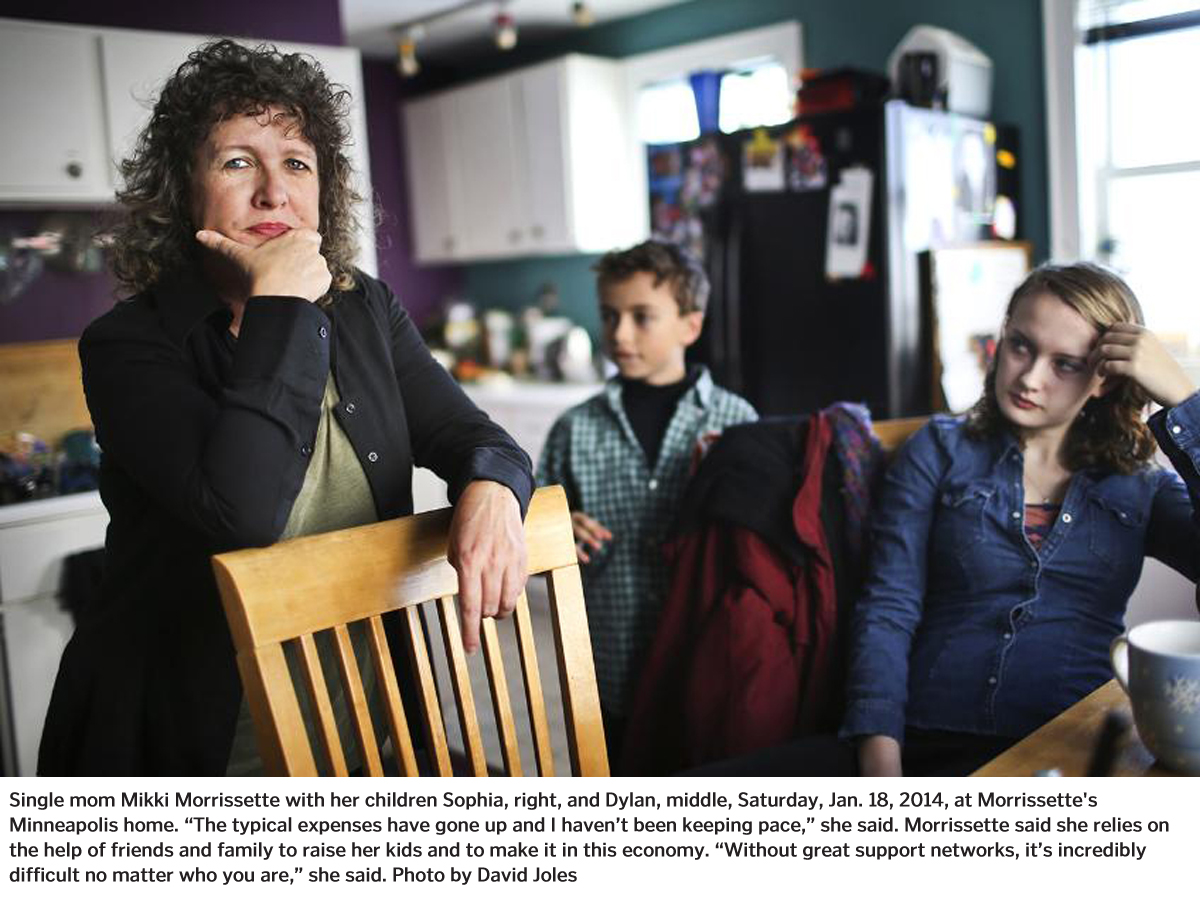 Single mom Mikki Morrissette with her children Sophia, right, and Dylan, middle, Saturday, Jan. 18, 2014, at Morrissette's
Minneapolis home. “The typical expenses have gone up and I haven’t been keeping pace,” she said. Morrissette said she relies on
the help of friends and family to raise her kids and to make it in this economy. “Without great support networks, it’s incredibly
difficult no matter who you are,” she said. Photo by David Joles